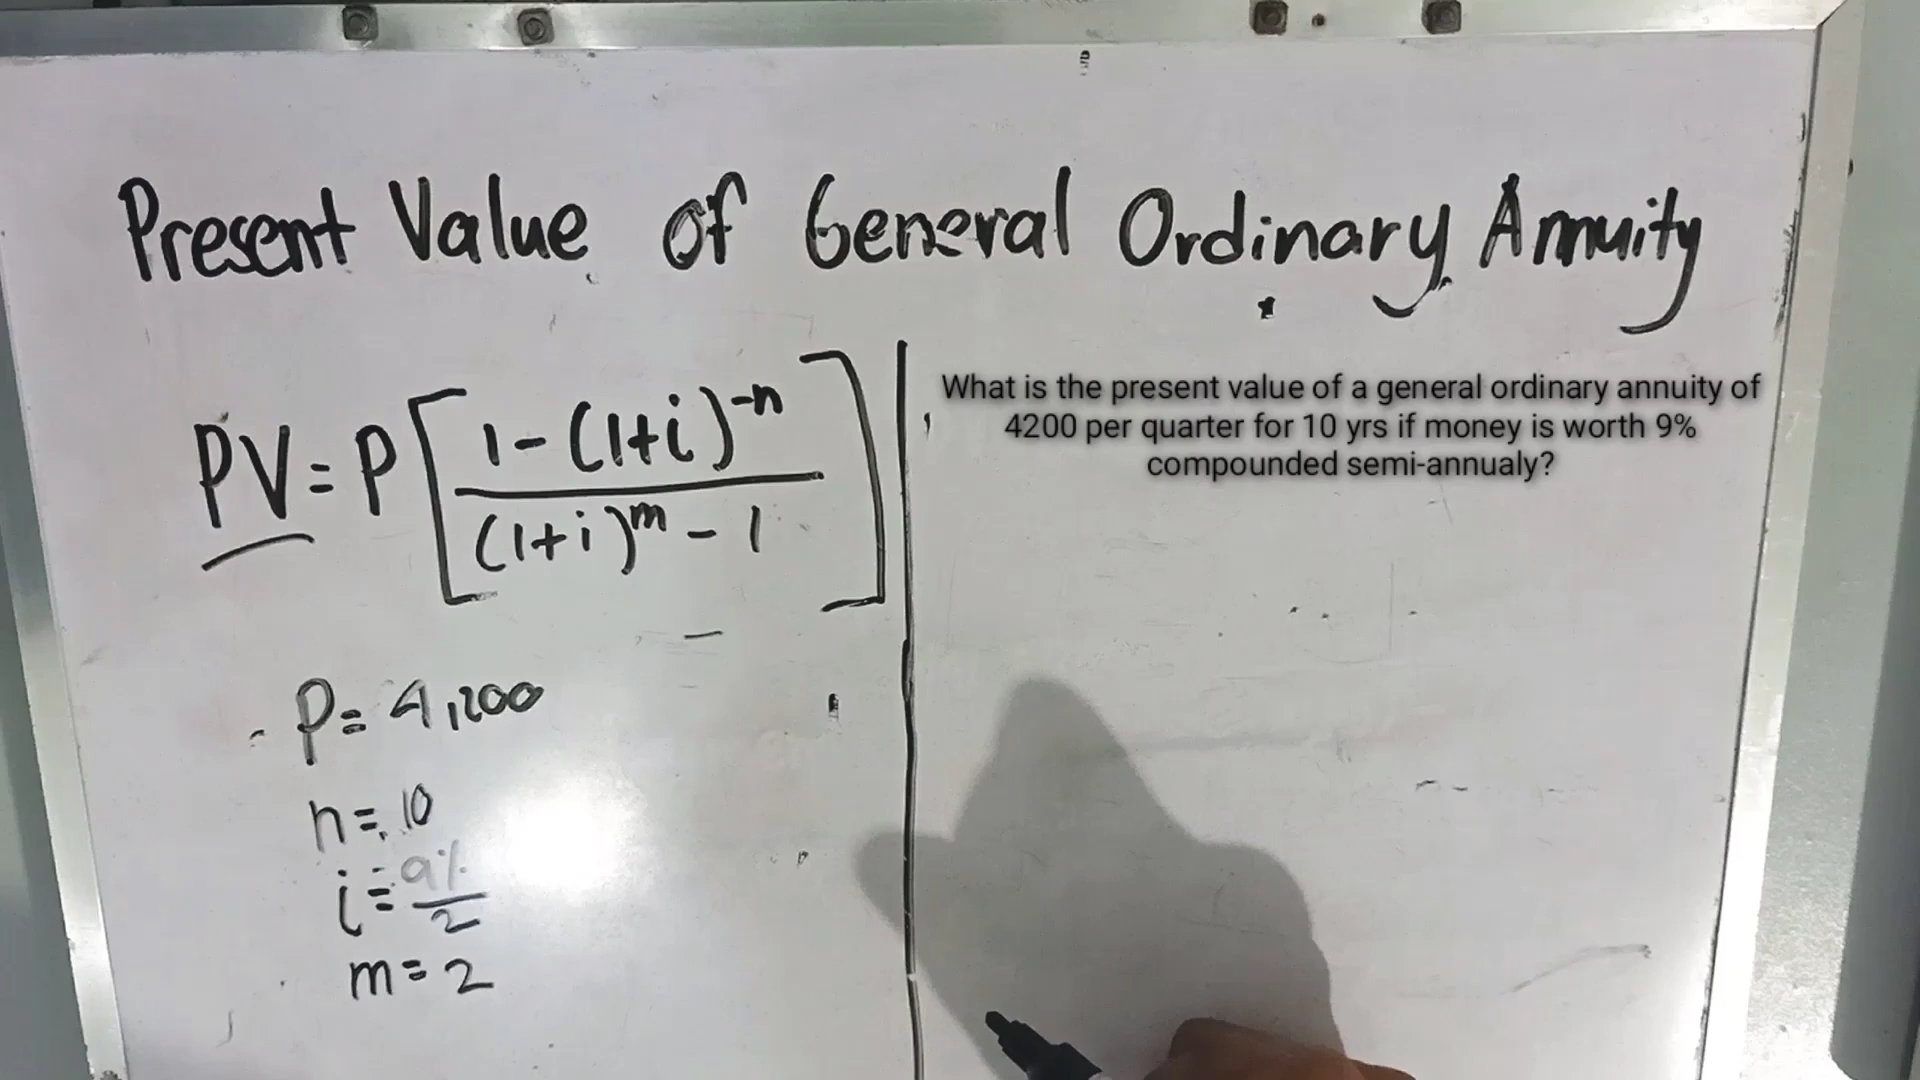 Present Value of General Ordinary Annuity
PV = P [ 1-(1+i)^-n / (1+i)^m - 1 ]
What is the present value of a general ordinary annuity of
4200 per quarter for 10 yrs if money is worth 9%
compounded semi-annualy?
P = 4,200
n = 10
i = 9% / 2
m = 2